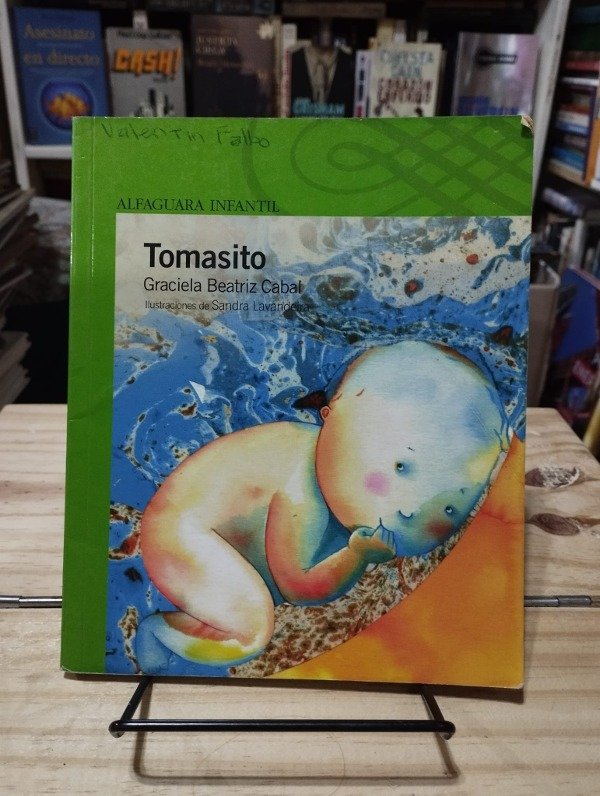 Asesinato
en directo
CASH!
Valentin Falbo
ALFAGUARA INFANTIL
Tomasito
Graciela Beatriz Cabal
Ilustraciones de Sandra Lavandeira